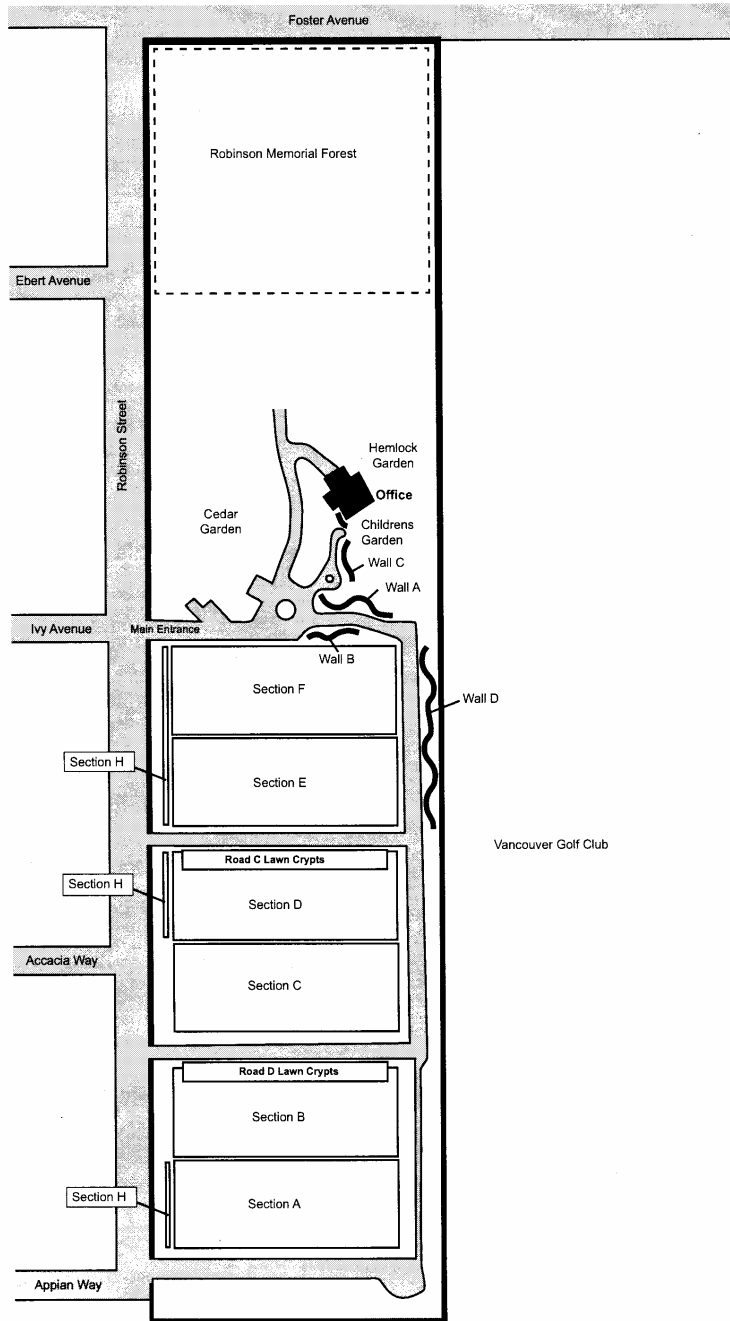 Foster Avenue
Robinson Memorial Forest
Ebert Avenue
Robinson Street
Hemlock
Garden
Office
Cedar
Garden
Childrens
Garden
Wall C
Wall A
Ivy Avenue
Main Entrance
Wall B
Section F
Wall D
Section H
Section E
Vancouver Golf Club
Road C Lawn Crypts
Section H
Section D
Accacia Way
Section C
Road D Lawn Crypts
Section B
Section H
Section A
Appian Way